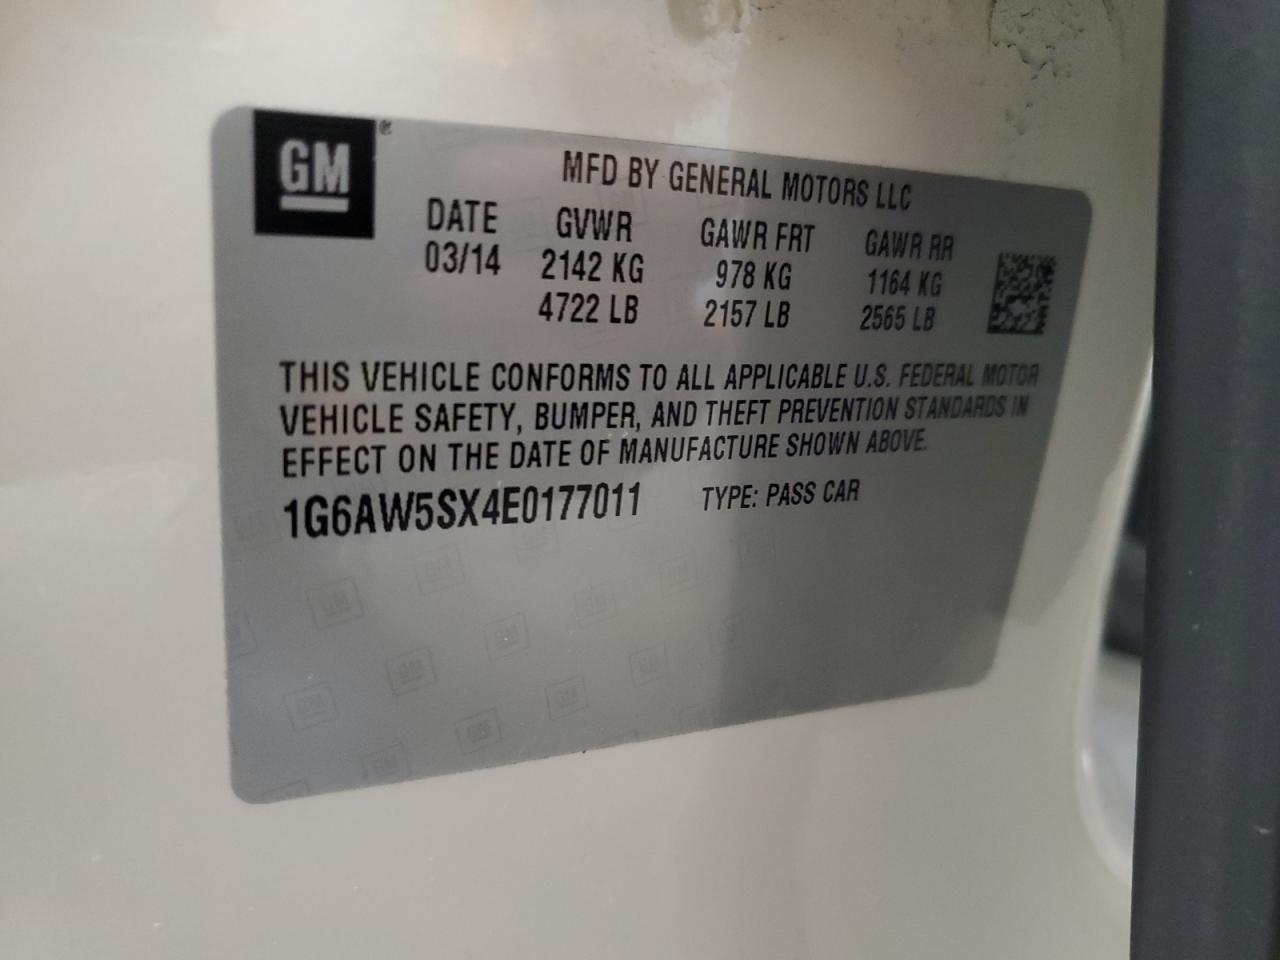 GM®
MFD BY GENERAL MOTORS LLC
DATE GVWR GAWR FRT GAWR RR
03/14 2142 KG 978 KG 1164 KG
4722 LB 2157 LB 2565 LB
THIS VEHICLE CONFORMS TO ALL APPLICABLE U.S. FEDERAL MOTOR
VEHICLE SAFETY, BUMPER, AND THEFT PREVENTION STANDARDS IN
EFFECT ON THE DATE OF MANUFACTURE SHOWN ABOVE.
1G6AW5SX4E0177011 TYPE: PASS CAR